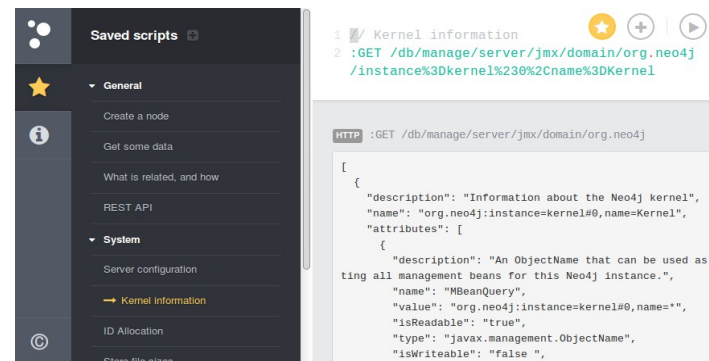 Saved scripts
General
Create a node
Get some data
What is related, and how
REST API
System
Server configuration
→ Kernel information
ID Allocation
Store file sizes
©
1 // Kernel information
2 :GET /db/manage/server/jmx/domain/org.neo4j
/instance%3Dkernel%230%2Cname%3DKernel
HTTP :GET /db/manage/server/jmx/domain/org.neo4j
[
{
"description": "Information about the Neo4j kernel",
"name": "org.neo4j:instance=kernel#0,name=Kernel",
"attributes": [
{
"description": "An ObjectName that can be used as
ting all management beans for this Neo4j instance.",
"name": "MBeanQuery",
"value": "org.neo4j:instance=kernel#0,name=*",
"isReadable": "true",
"type": "javax.management.ObjectName",
"isWriteable": "false ",